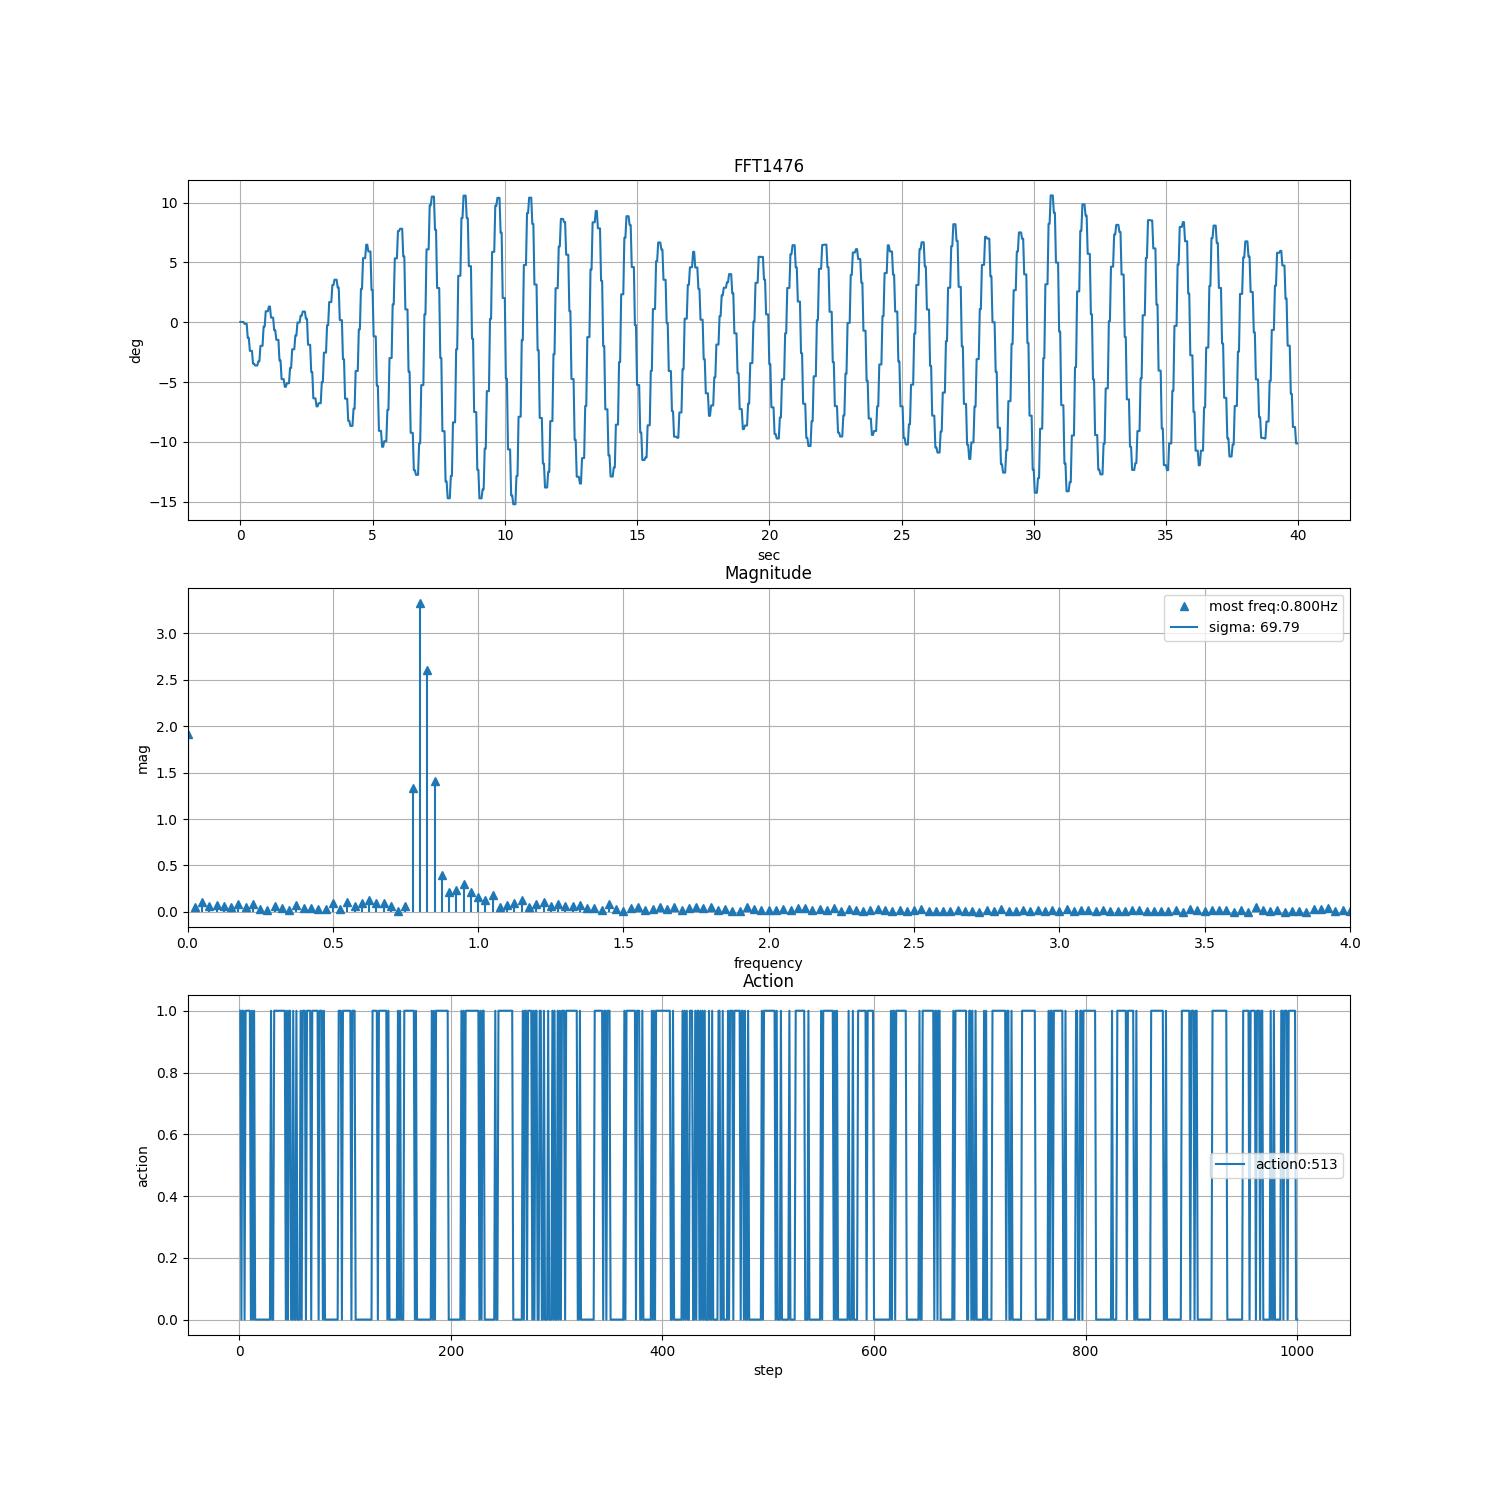 FFT1476
10
5
0
−5
−10
−15
deg
0 5 10 15 20 25 30 35 40
sec
Magnitude
most freq:0.800Hz
sigma: 69.79
3.0
2.5
2.0
1.5
1.0
0.5
0.0
mag
0.0 0.5 1.0 1.5 2.0 2.5 3.0 3.5 4.0
frequency
Action
1.0
0.8
0.6
0.4
0.2
0.0
action
action0:513
0 200 400 600 800 1000
step